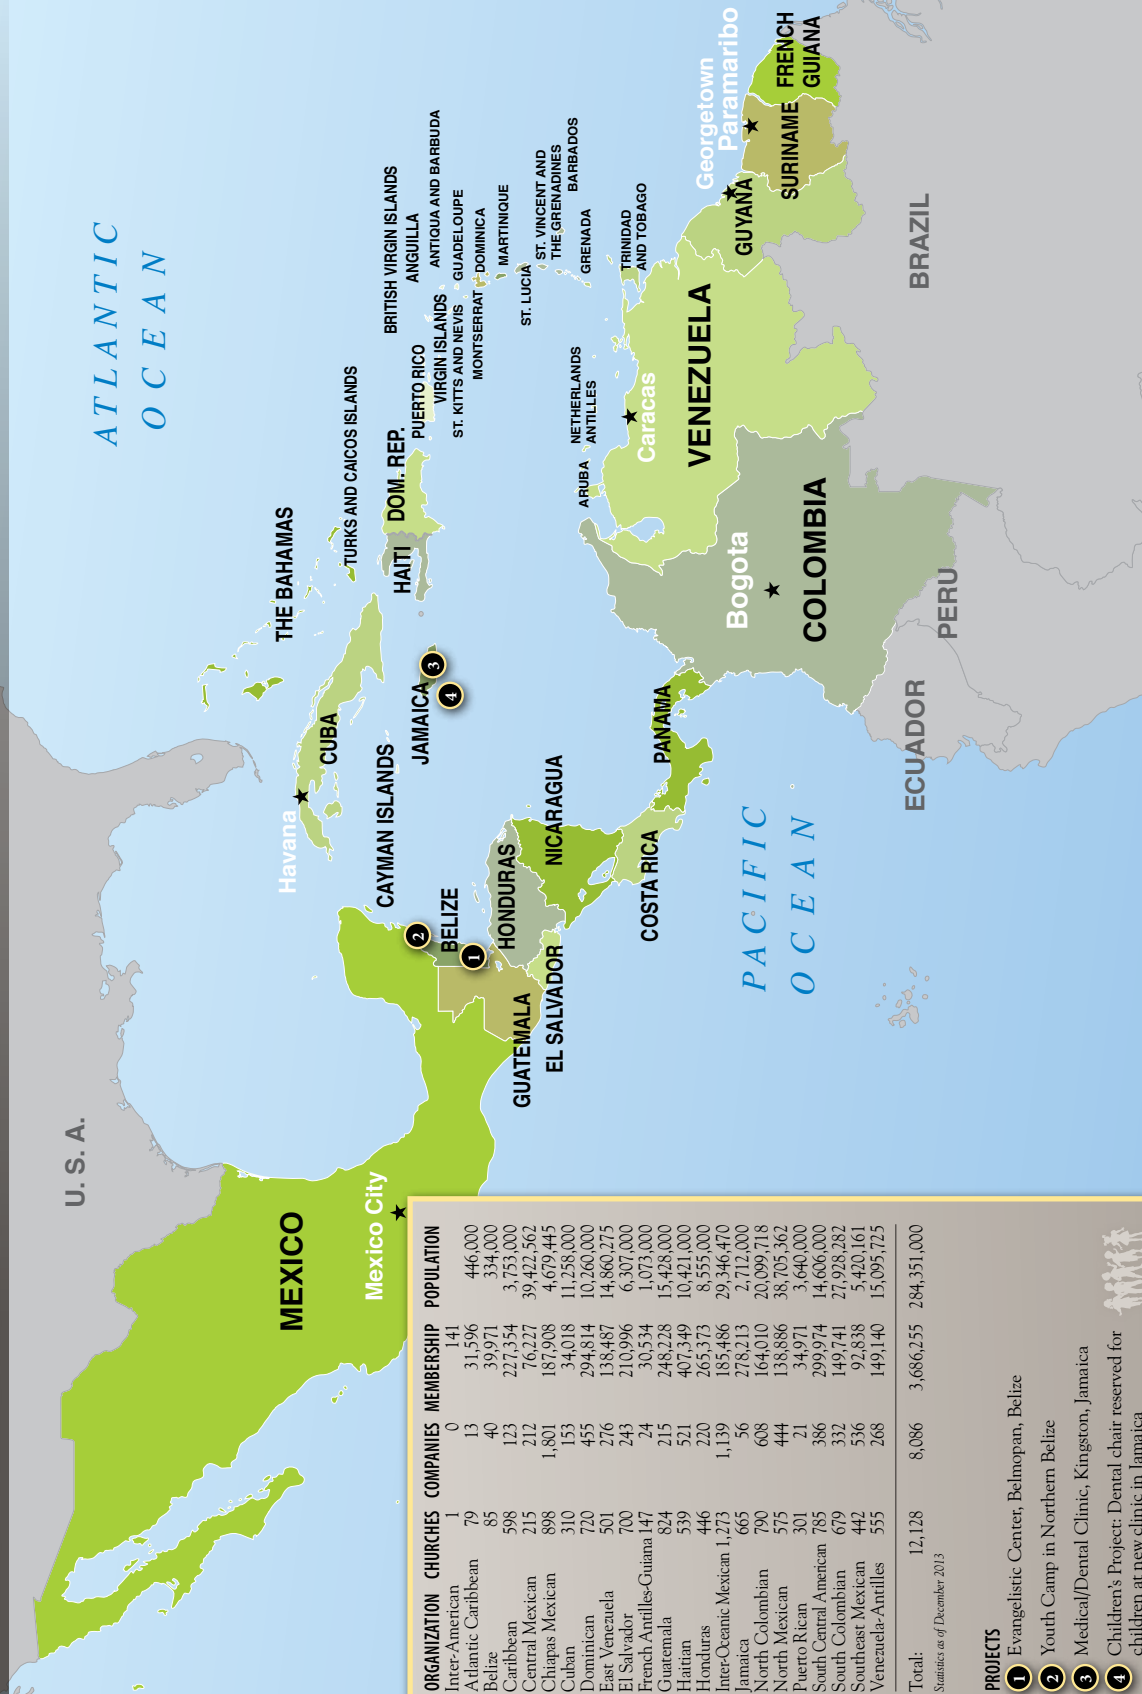 ATLANTIC
OCEAN
U. S. A.
THE BAHAMAS
TURKS AND CAICOS ISLANDS
Havana
CUBA
MEXICO
Mexico City
CAYMAN ISLANDS
JAMAICA
HAITI
DOM. REP.
PUERTO RICO
BRITISH VIRGIN ISLANDS
ANGUILLA
VIRGIN ISLANDS
ANTIQUA AND BARBUDA
ST. KITTS AND NEVIS
GUADELOUPE
MONTSERRAT
DOMINICA
MARTINIQUE
ST. LUCIA
ST. VINCENT AND
THE GRENADINES
BARBADOS
GRENADA
TRINIDAD
AND TOBAGO
ARUBA
NETHERLANDS
ANTILLES
2
BELIZE
1
3
4
GUATEMALA
HONDURAS
EL SALVADOR
NICARAGUA
COSTA RICA
PANAMA
Caracas
VENEZUELA
Bogota
COLOMBIA
Georgetown
Paramaribo
GUYANA
SURINAME
FRENCH
GUIANA
BRAZIL
PERU
ECUADOR
PACIFIC
OCEAN
ORGANIZATION CHURCHES COMPANIES MEMBERSHIP POPULATION
Inter-American 1 0 141
Atlantic Caribbean 79 13 31,596 446,000
Belize 85 40 39,971 334,000
Caribbean 598 123 227,354 3,753,000
Central Mexican 215 212 76,227 39,422,562
Chiapas Mexican 898 1,801 187,908 4,679,445
Cuban 310 153 34,018 11,258,000
Dominican 720 455 294,814 10,260,000
East Venezuela 501 276 138,487 14,860,275
El Salvador 700 243 210,996 6,307,000
French Antilles-Guiana 147 24 30,534 1,073,000
Guatemala 824 215 248,228 15,428,000
Haitian 539 521 407,349 10,421,000
Honduras 446 220 265,373 8,555,000
Inter-Oceanic Mexican 1,273 1,139 185,486 29,346,470
Jamaica 665 56 278,213 2,712,000
North Colombian 790 608 164,010 20,099,718
North Mexican 575 444 138,886 38,705,362
Puerto Rican 301 21 34,971 3,640,000
South Central American 785 386 299,974 14,606,000
South Colombian 679 332 149,741 27,928,282
Southeast Mexican 442 536 92,838 5,420,161
Venezuela-Antilles 555 268 149,140 15,095,725
Total: 12,128 8,086 3,686,255 284,351,000
Statistics as of December 2013
PROJECTS
1 Evangelistic Center, Belmopan, Belize
2 Youth Camp in Northern Belize
3 Medical/Dental Clinic, Kingston, Jamaica
4 Children's Project: Dental chair reserved for
children at new clinic in Jamaica